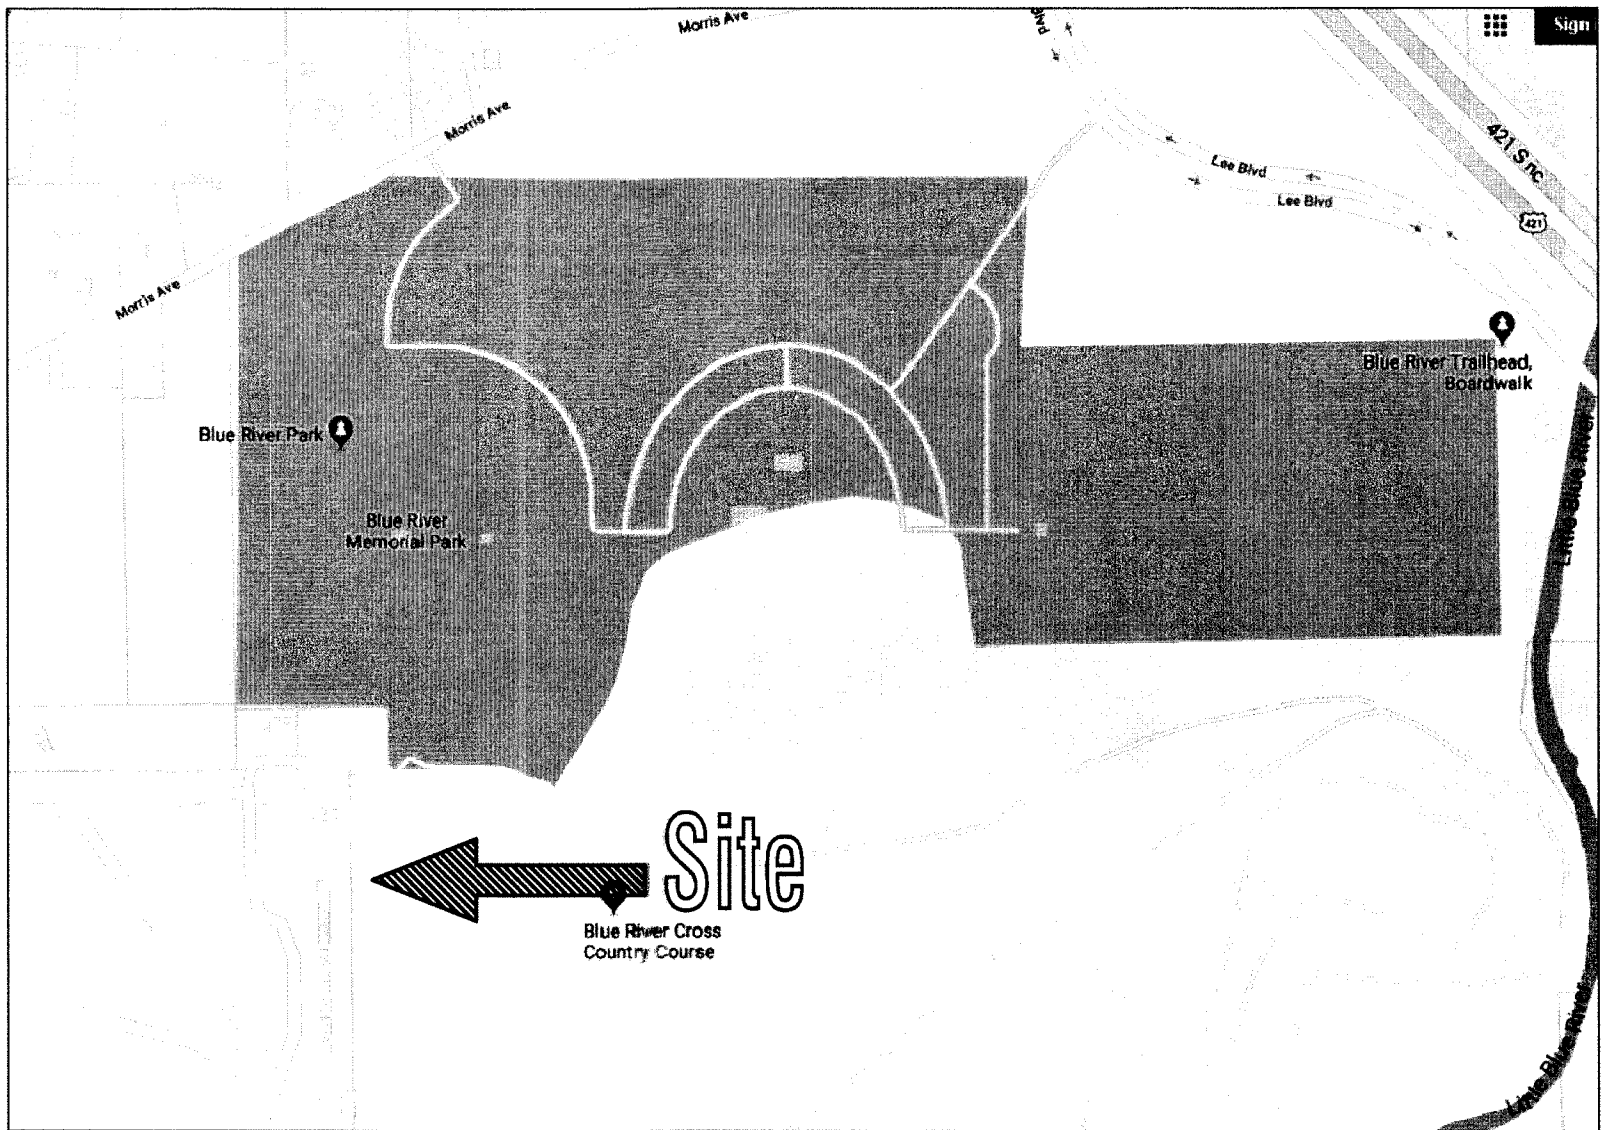 Morris Ave
Sign
Morris Ave
421 S
Lee Blvd
Lee Blvd
421
Morris Ave
Blue River Trailhead,
Boardwalk
Blue River Park
Little Blue River
Blue River
Memorial Park
Site
Blue River Cross
Country Course
Little Blue River